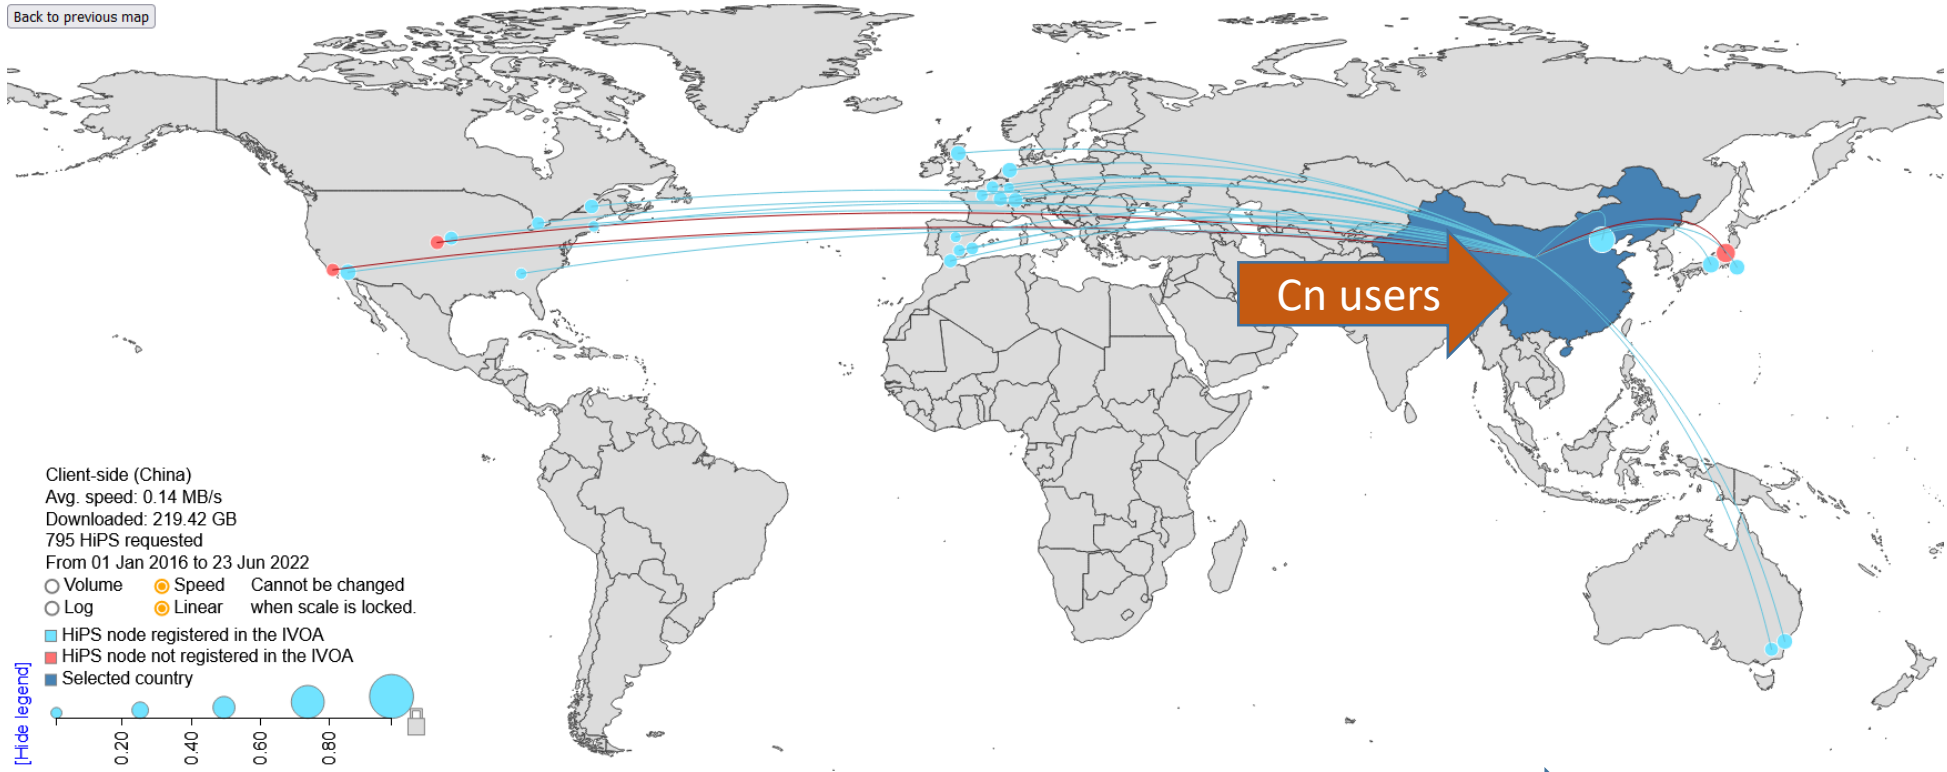 Back to previous map
Cn users
Client-side (China)
Avg. speed: 0.14 MB/s
Downloaded: 219.42 GB
795 HiPS requested
From 01 Jan 2016 to 23 Jun 2022
Volume Speed Cannot be changed
Log Linear when scale is locked.
HiPS node registered in the IVOA
HiPS node not registered in the IVOA
Selected country
[Hide legend]
0.20 0.40 0.60 0.80